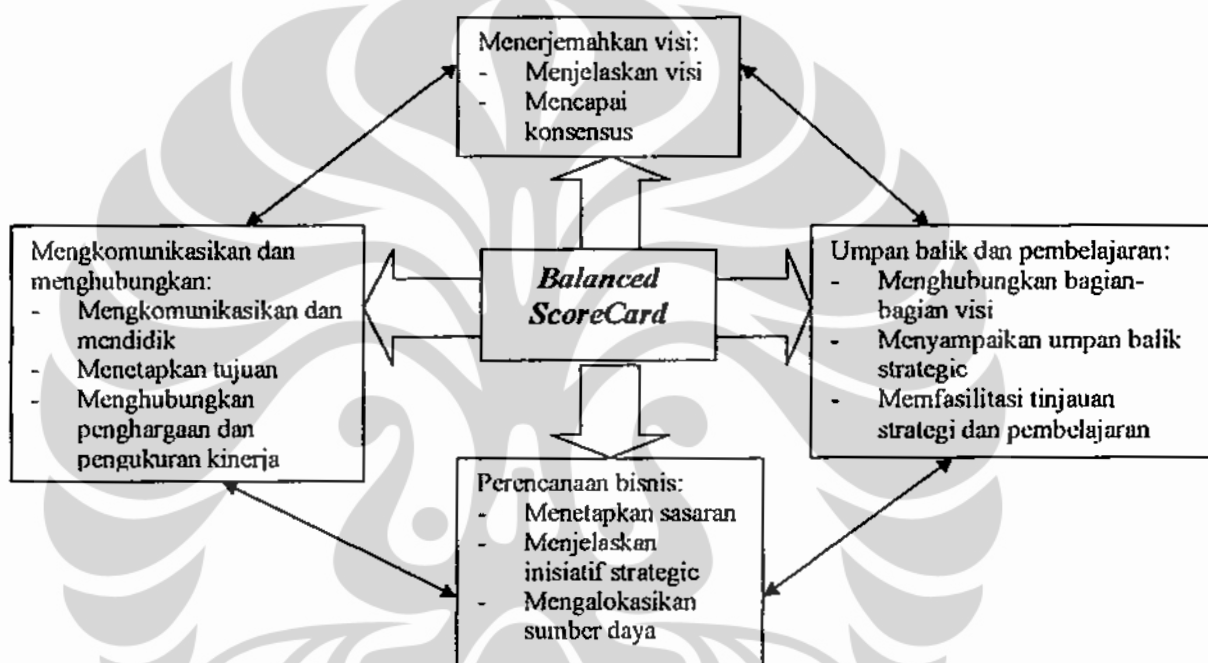 Menerjemahkan visi:
- Menjelaskan visi
- Mencapai
konsensus
Mengkomunikasikan dan
menghubungkan:
- Mengkomunikasikan dan
mendidik
- Menetapkan tujuan
- Menghubungkan
penghargaan dan
pengukuran kinerja
Balanced
ScoreCard
Umpan balik dan pembelajaran:
- Menghubungkan bagian-
bagian visi
- Menyampaikan umpan balik
strategic
- Memfasilitasi tinjauan
strategi dan pembelajaran
Perencanaan bisnis:
- Menetapkan sasaran
- Menjelaskan
inisiatif strategic
- Mengalokasikan
sumber daya